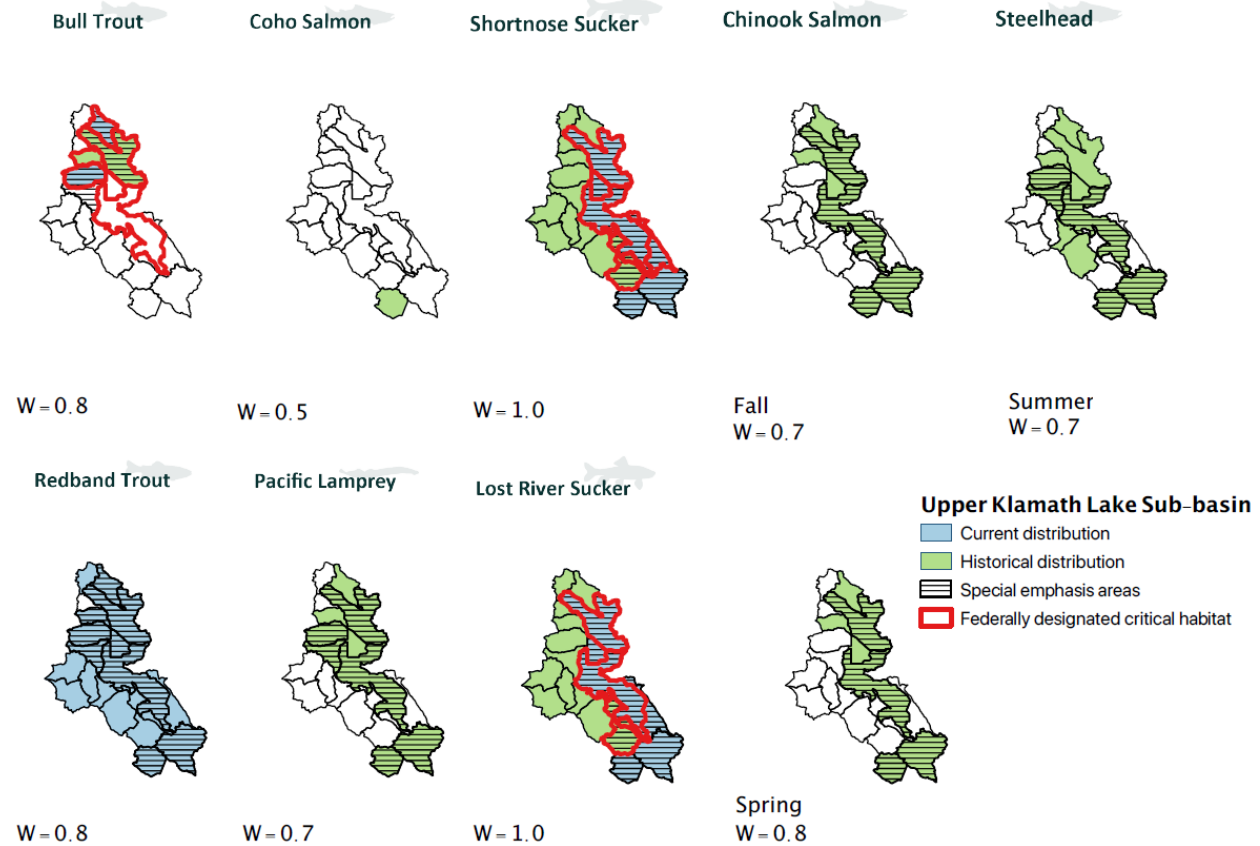 Bull Trout
Coho Salmon
Shortnose Sucker
Chinook Salmon
Steelhead
W = 0.8
W = 0.5
W = 1.0
Fall
W = 0.7
Summer
W = 0.7
Redband Trout
Pacific Lamprey
Lost River Sucker
Upper Klamath Lake Sub-basin
Current distribution
Historical distribution
Special emphasis areas
Federally designated critical habitat
W = 0.8
W = 0.7
W = 1.0
Spring
W = 0.8